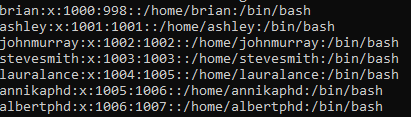 brian:x:1000:998::/home/brian:/bin/bash
ashley:x:1001:1001::/home/ashley:/bin/bash
johnmurray:x:1002:1002::/home/johnmurray:/bin/bash
stevesmith:x:1003:1003::/home/stevesmith:/bin/bash
lauralance:x:1004:1005::/home/lauralance:/bin/bash
annikaphd:x:1005:1006::/home/annikaphd:/bin/bash
albertphd:x:1006:1007::/home/albertphd:/bin/bash